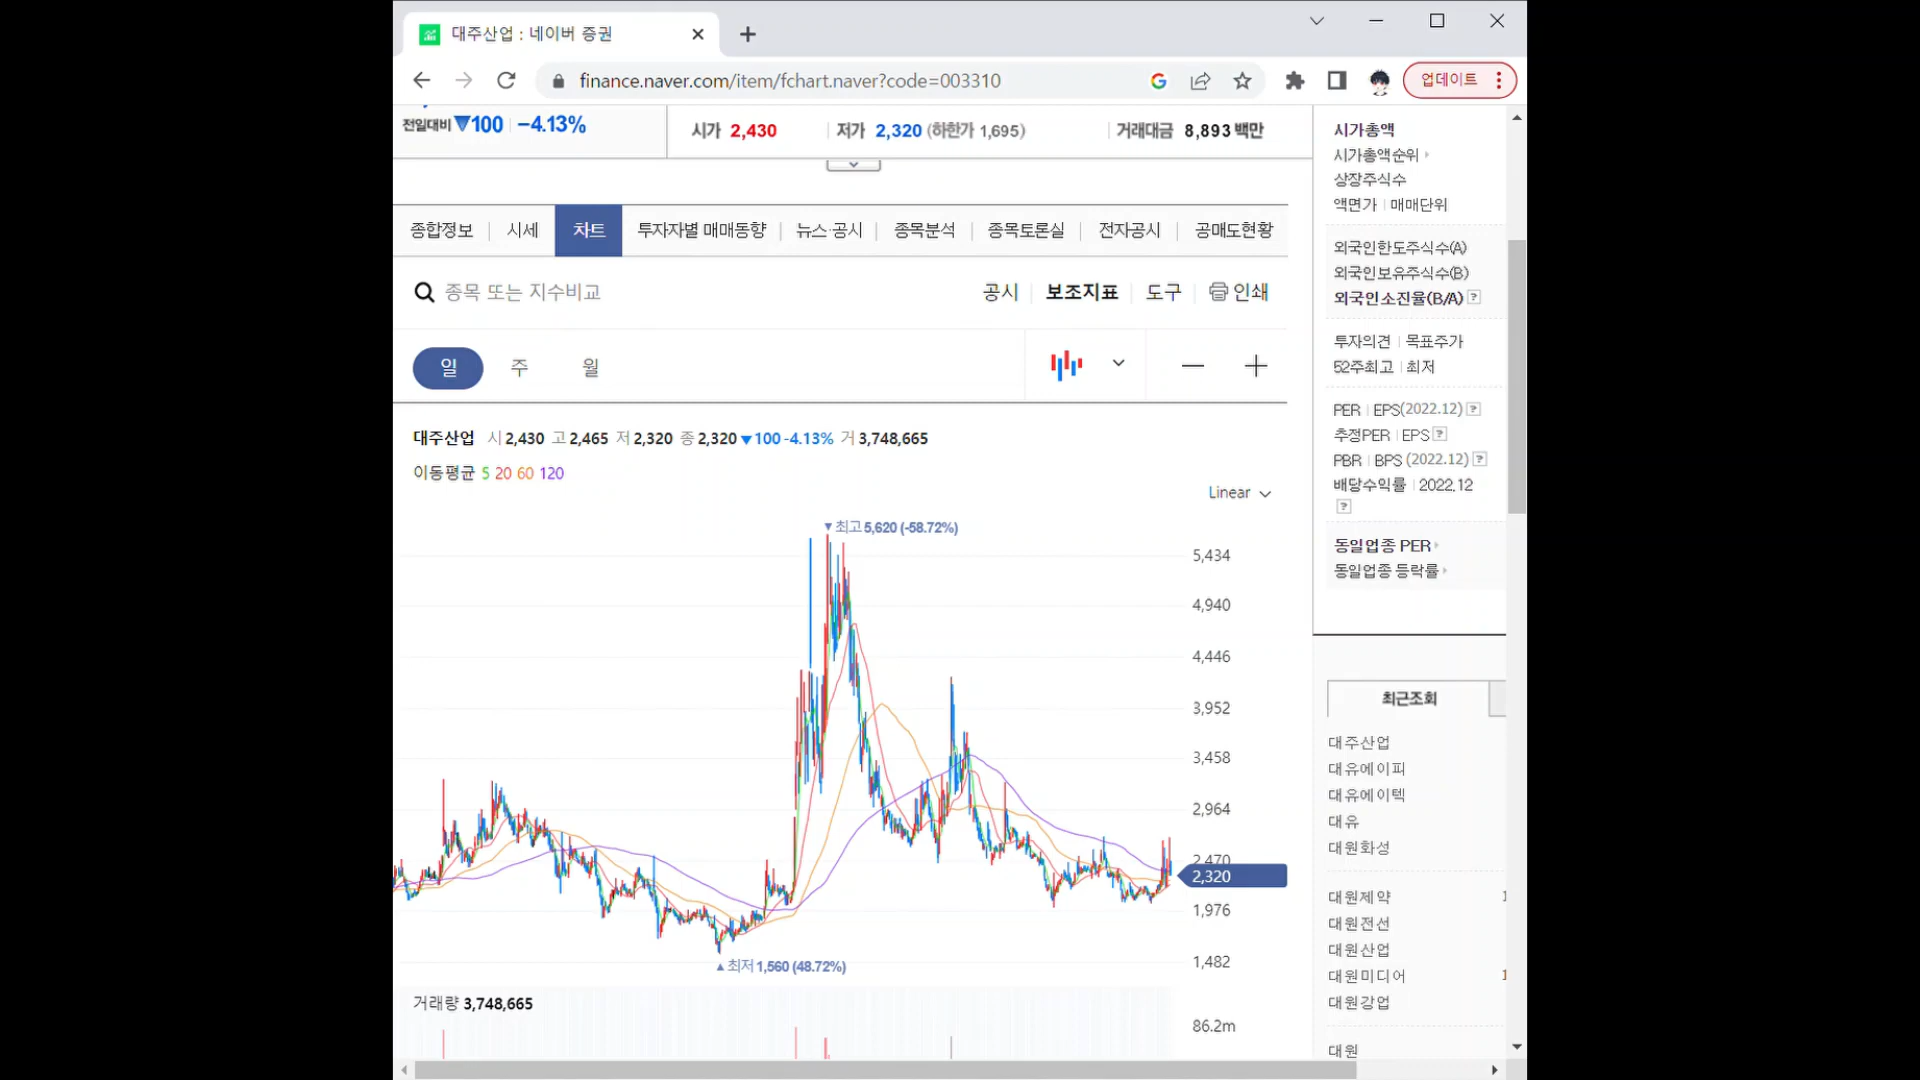 대주산업 : 네이버 증권
finance.naver.com/item/fchart.naver?code=003310
업데이트
전일대비 ▼100 | -4.13%
시가 2,430 | 저가 2,320 (하한가 1,695) | 거래대금 8,893 백만
종합정보 | 시세 차트 투자자별 매매동향 | 뉴스·공시 | 종목분석 | 종목토론실 | 전자공시 | 공매도현황
종목 또는 지수비교
공시 | 보조지표 | 도구 | 인쇄
일 주 월
대주산업 시 2,430 고 2,465 저 2,320 종 2,320 ▼100 -4.13% 거 3,748,665
이동평균 5 20 60 120
Linear
▼최고 5,620 (-58.72%)
5,434
4,940
4,446
3,952
3,458
2,964
2,470
2,320
1,976
1,482
▲최저 1,560 (48.72%)
거래량 3,748,665
86.2m
시가총액
시가총액순위
상장주식수
액면가 | 매매단위
외국인한도주식수(A)
외국인보유주식수(B)
외국인소진율(B/A) ?
투자의견 | 목표주가
52주최고 | 최저
PER | EPS(2022.12) ?
추정PER | EPS ?
PBR | BPS (2022.12) ?
배당수익률 | 2022.12
?
동일업종 PER
동일업종 등락률
최근조회
대주산업
대유에이피
대유에이텍
대유
대원화성
대원제약 1
대원전선
대원산업
대원미디어 1
대원강업
대원